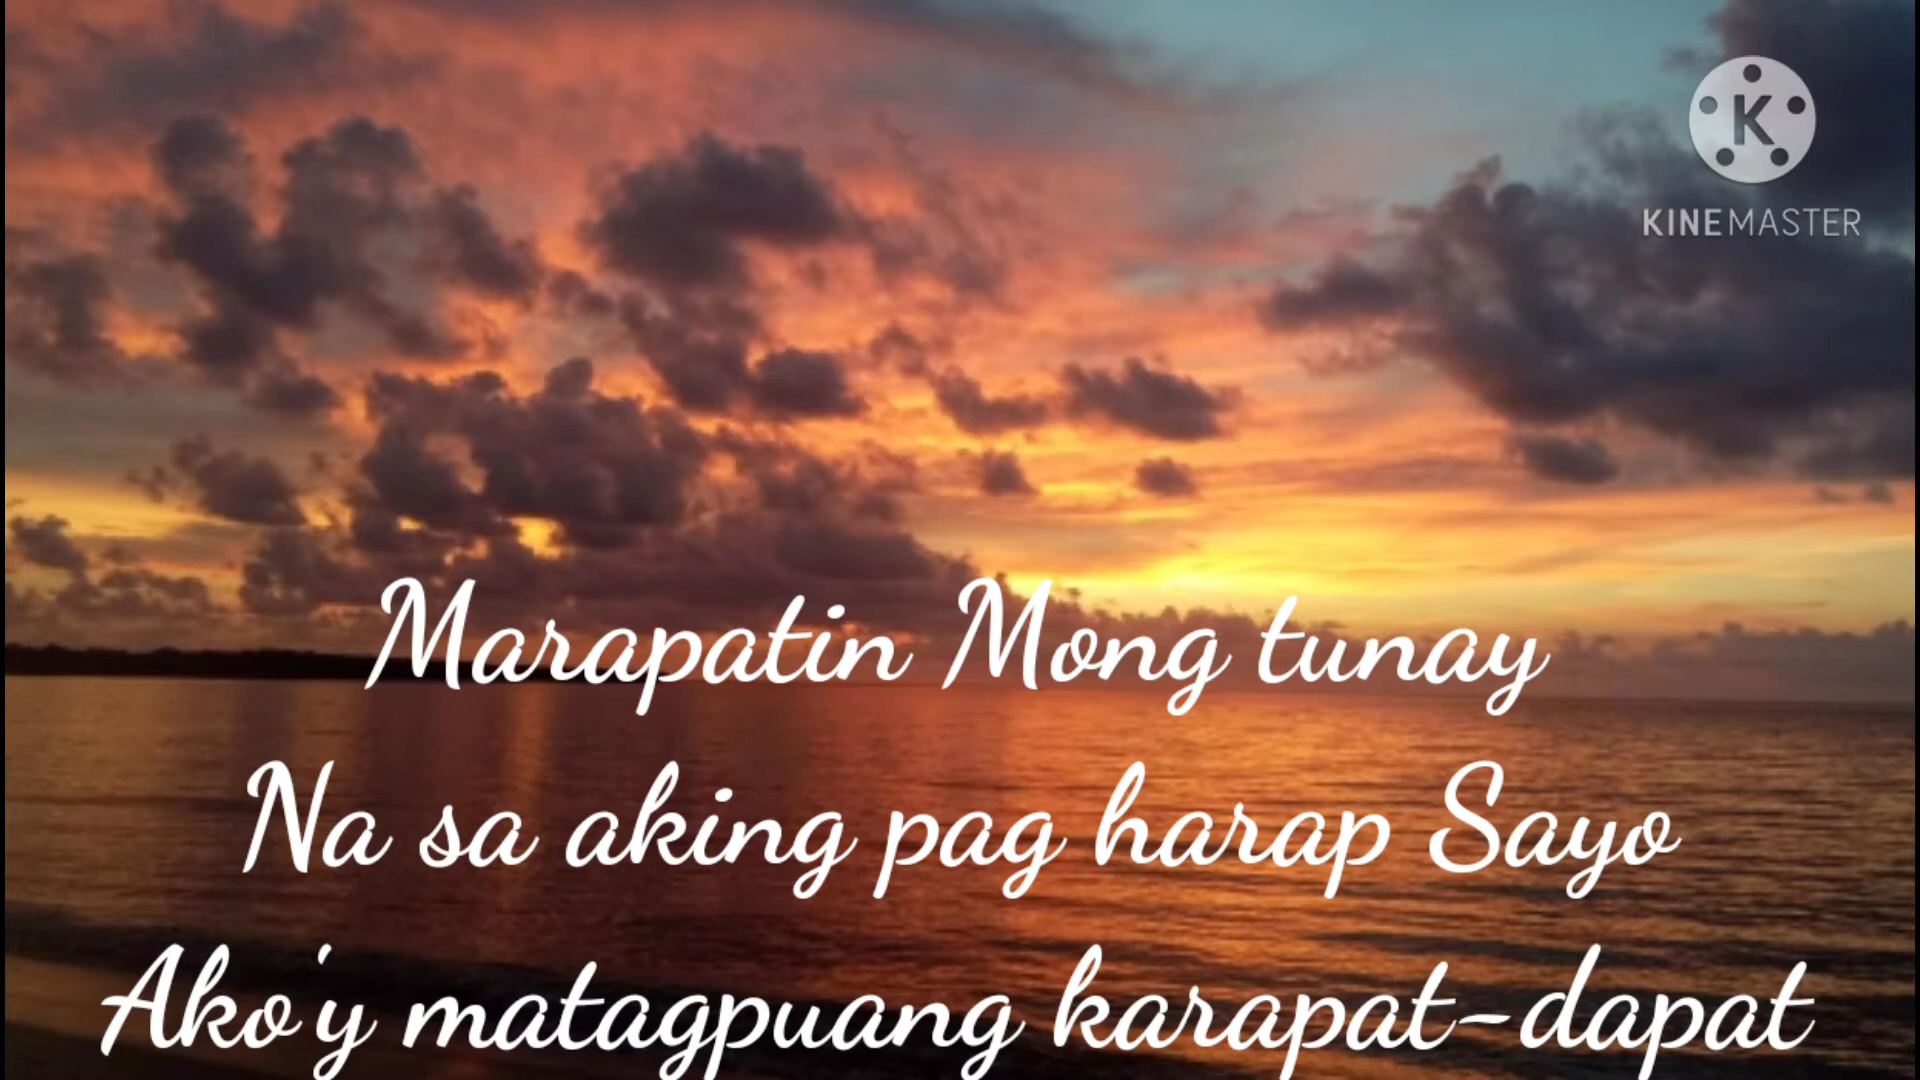 K
KINEMASTER
Marapatin Mong tunay
Na sa aking pag harap Sayo
Ako'y matagpuang karapat-dapat